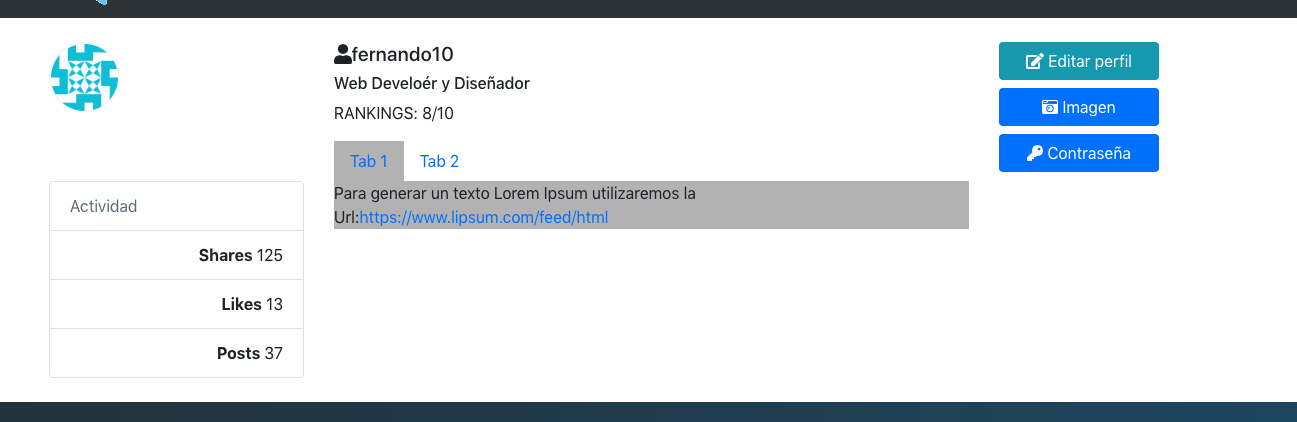 fernando10
Web Develoér y Diseñador
RANKINGS: 8/10
Tab 1 Tab 2
Para generar un texto Lorem Ipsum utilizaremos la
Url:https://www.lipsum.com/feed/html
Actividad
Shares 125
Likes 13
Posts 37
Editar perfil
Imagen
Contraseña